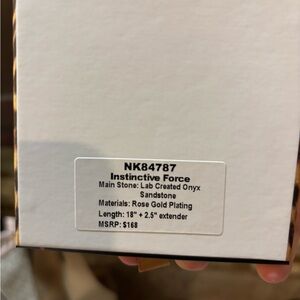 NK84787
Instinctive Force
Main Stone: Lab Created Onyx
Sandstone
Materials: Rose Gold Plating
Length: 18" + 2.5" extender
MSRP: $168